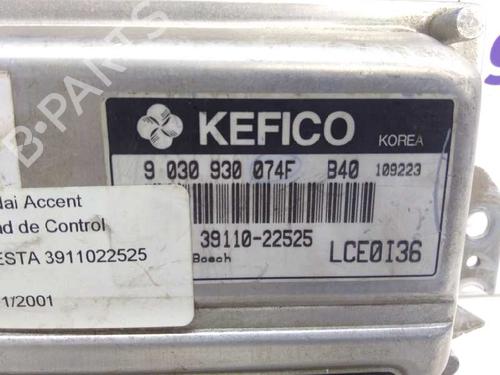 B-PARTS
KEFICO
KOREA
9 030 930 074F B40 109223
39110-22525
Bosch
LCE0I36
dai Accent
ad de Control
ESTA 3911022525
1/2001